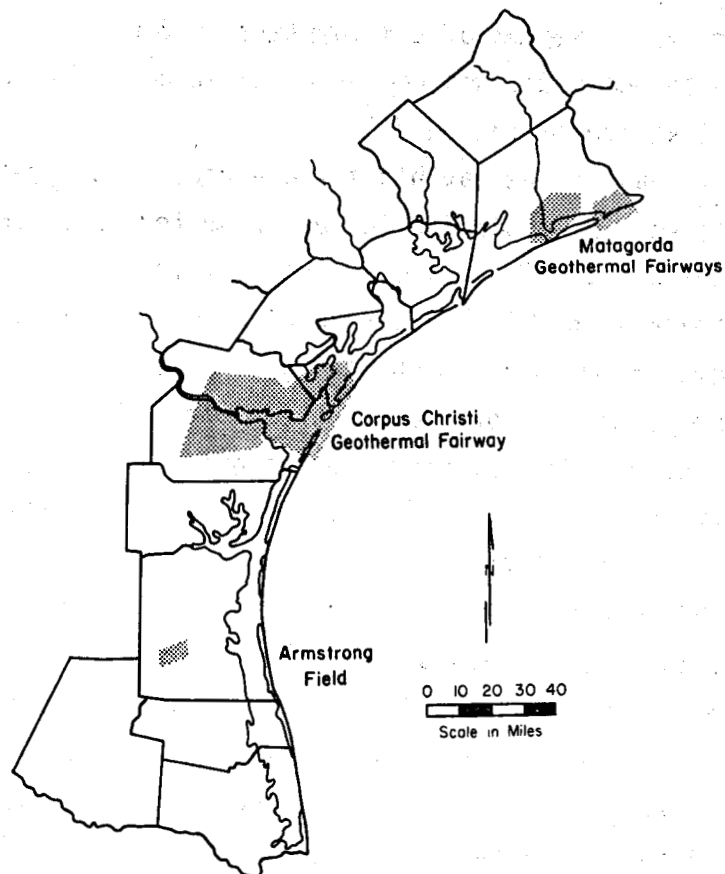 Matagorda
Geothermal Fairways
Corpus Christi
Geothermal Fairway
N
Armstrong
Field
0 10 20 30 40
Scale in Miles